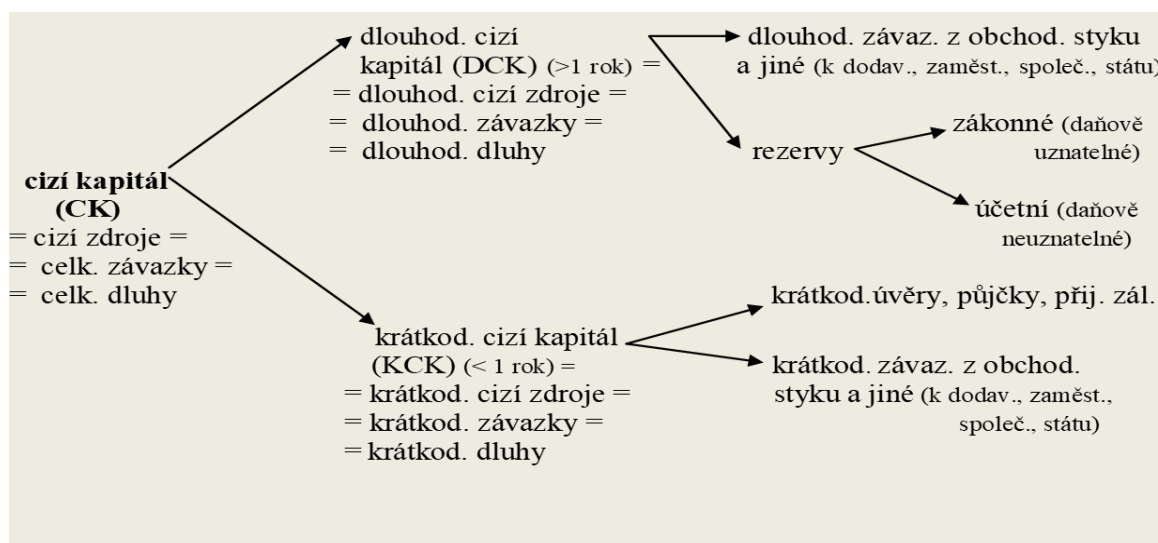 cizí kapitál
(CK)
= cizí zdroje =
= celk. závazky =
= celk. dluhy
dlouhod. cizí
kapitál (DCK) (>1 rok) =
= dlouhod. cizí zdroje =
= dlouhod. závazky =
= dlouhod. dluhy
dlouhod. závaz. z obchod. styku
a jiné (k dodav., zaměst., společ., státu)
rezervy
zákonné (daňově
uznatelné)
účetní (daňově
neuznatelné)
krátkod. cizí kapitál
(KCK) (< 1 rok) =
= krátkod. cizí zdroje =
= krátkod. závazky =
= krátkod. dluhy
krátkod.úvěry, půjčky, přij. zál.
krátkod. závaz. z obchod.
styku a jiné (k dodav., zaměst.,
společ., státu)